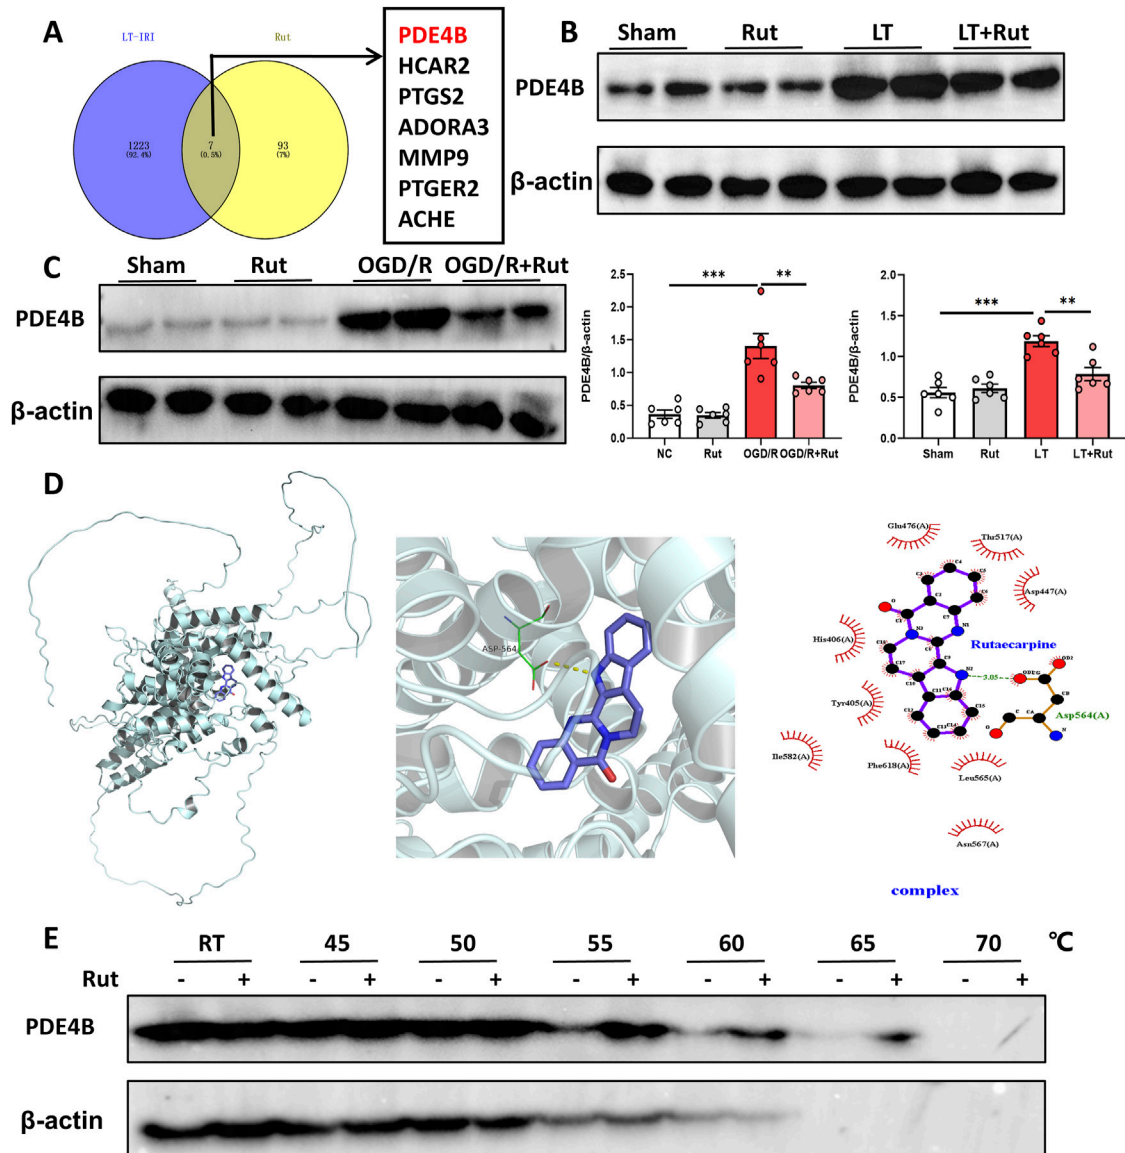 A
LT-IRI
Rut
1223
(92.4%)
7
(0.5%)
93
(7%)
PDE4B
HCAR2
PTGS2
ADORA3
MMP9
PTGER2
ACHE
B
Sham Rut LT LT+Rut
PDE4B
β-actin
C
Sham Rut OGD/R OGD/R+Rut
PDE4B
β-actin
PDE4B/β-actin
2.5
2.0
1.5
1.0
0.5
0.0
*** **
NC Rut OGD/R OGD/R+Rut
PDE4B/β-actin
2.0
1.5
1.0
0.5
0.0
*** **
Sham Rut LT LT+Rut
D
ASP-564
Glu476(A)
Thr517(A)
Asp447(A)
His406(A)
Rutaecarpine
Tyr405(A)
3.05
Asp564(A)
Ile582(A)
Phe618(A)
Leu565(A)
Asn567(A)
complex
E
RT 45 50 55 60 65 70 ℃
Rut - + - + - + - + - + - + - +
PDE4B
β-actin